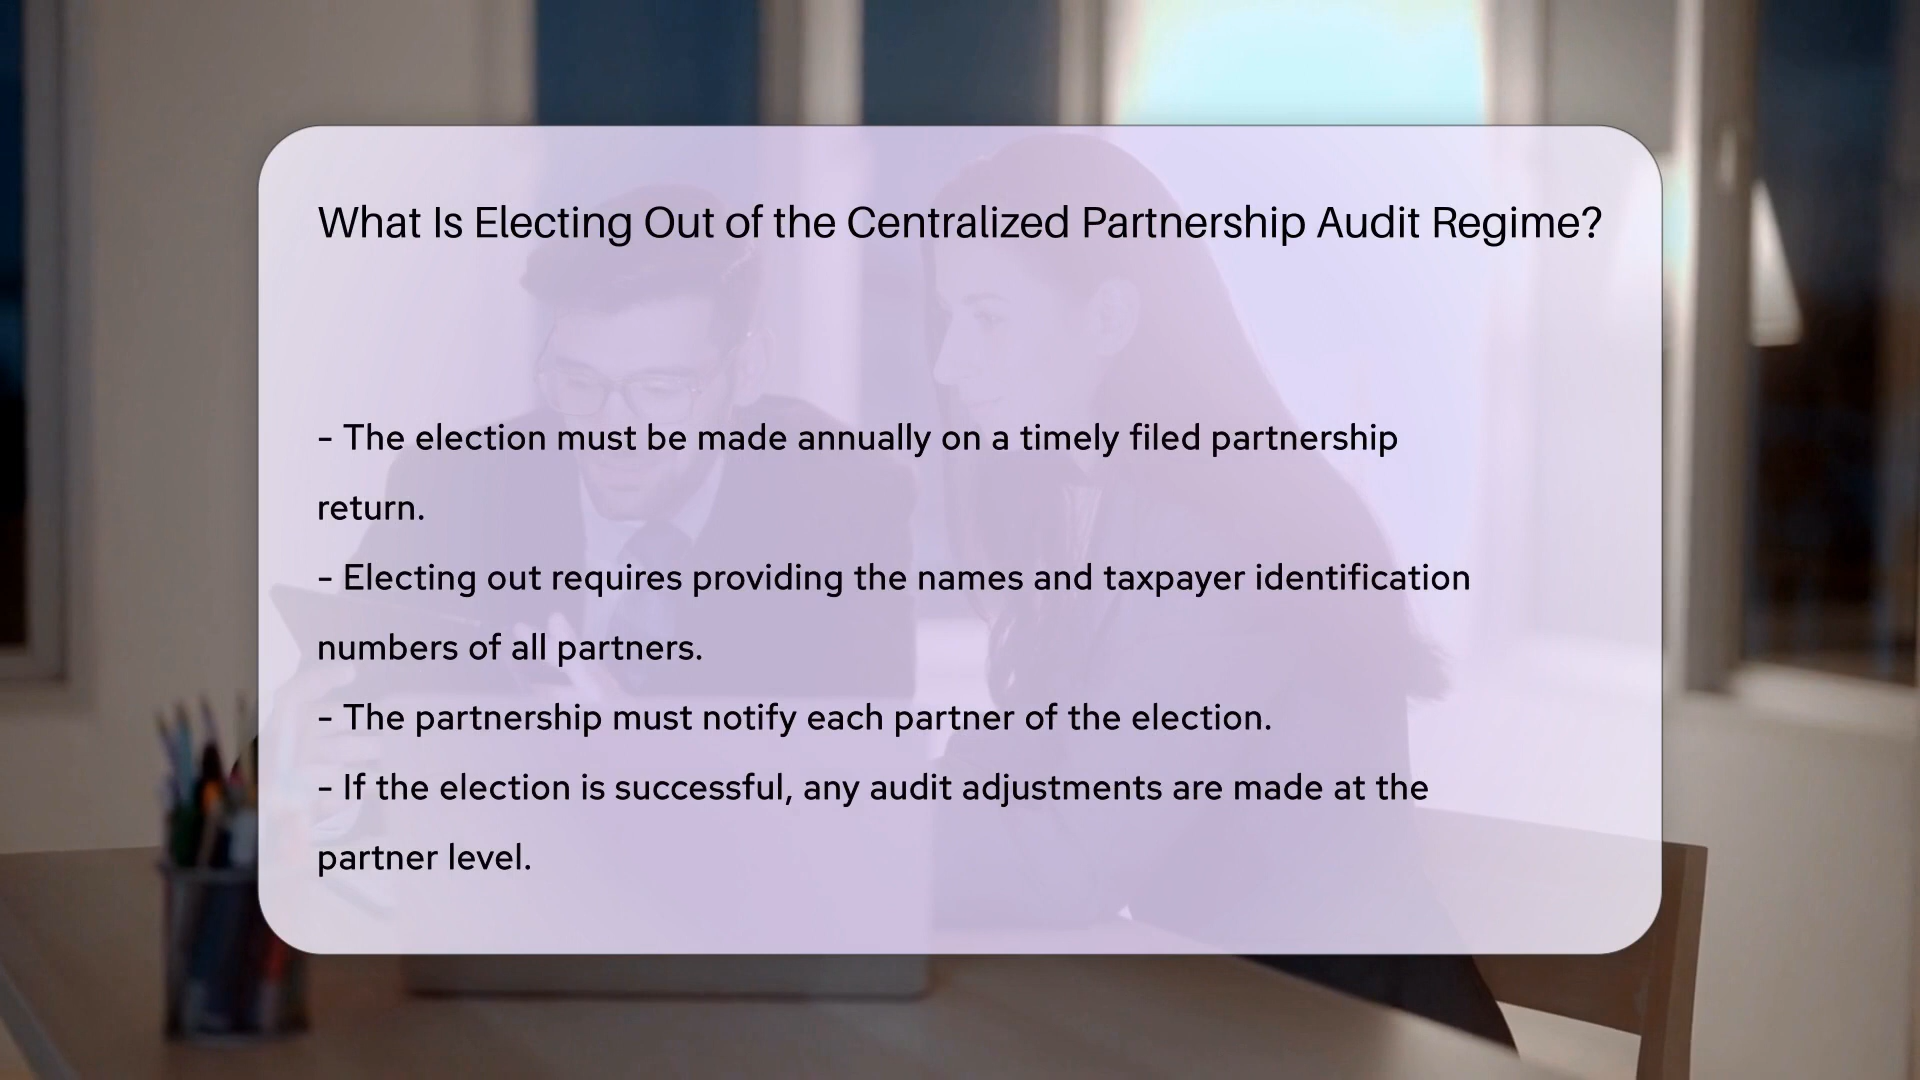 What Is Electing Out of the Centralized Partnership Audit Regime?
– The election must be made annually on a timely filed partnership
return.
– Electing out requires providing the names and taxpayer identification
numbers of all partners.
– The partnership must notify each partner of the election.
– If the election is successful, any audit adjustments are made at the
partner level.